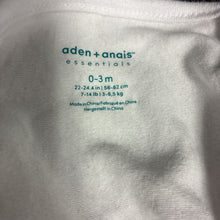 aden + anais™
essentials
0-3 m
22-24.4 in | 56-62 cm
7-14 lb | 3-6,5 kg
Made in China/Fabriqué en Chine
Hergestellt in China